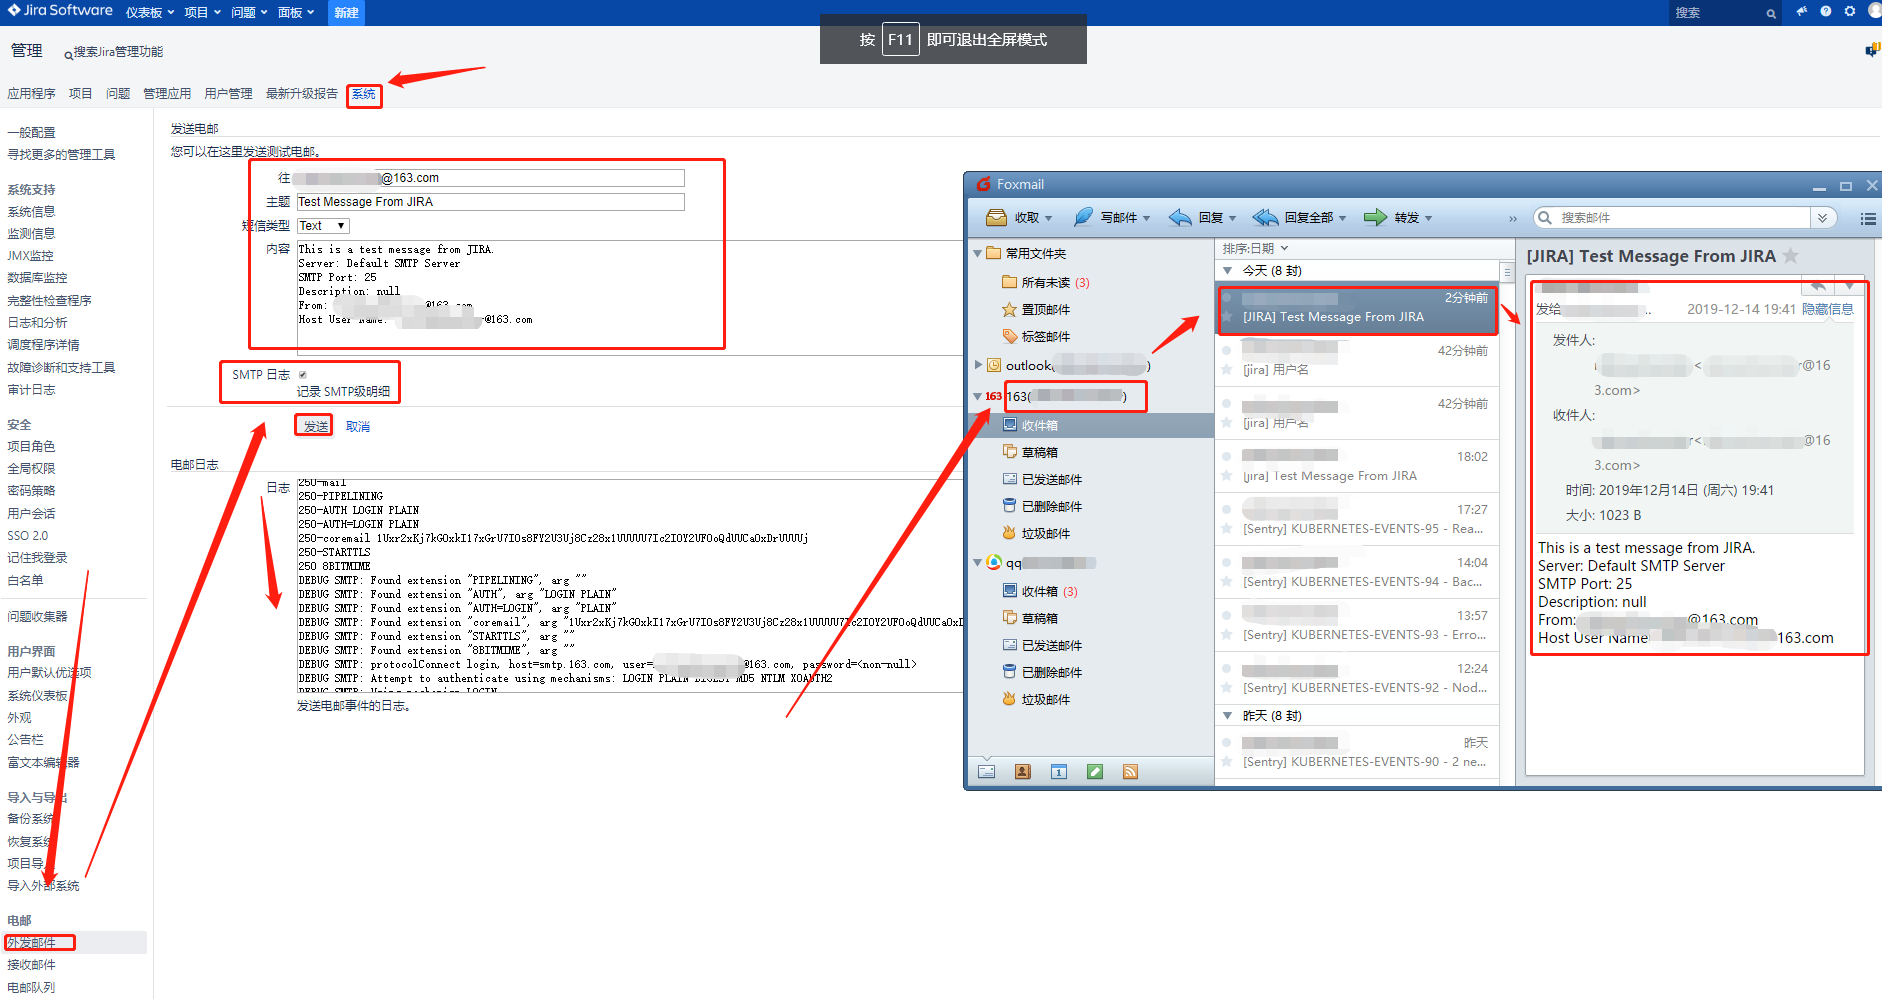 Jira Software 仪表板 项目 问题 面板 新建
搜索
按 F11 即可退出全屏模式
管理 搜索Jira管理功能
应用程序 项目 问题 管理应用 用户管理 最新升级报告 系统
一般配置
寻找更多的管理工具
系统支持
系统信息
监测信息
JMX监控
数据库监控
完整性检查程序
日志和分析
调度程序详情
故障诊断和支持工具
审计日志
安全
项目角色
全局权限
密码策略
用户会话
SSO 2.0
记住我登录
白名单
问题收集器
用户界面
用户默认优选项
系统仪表板
外观
公告栏
富文本编辑器
导入与导出
备份系统
恢复系统
项目导
导入外部系统
电邮
外发邮件
接收邮件
电邮队列
发送电邮
您可以在这里发送测试电邮。
往 @163.com
主题 Test Message From JIRA
短信类型 Text
内容
This is a test message from JIRA.
Server: Default SMTP Server
SMTP Port: 25
Description: null
From: @163.com
Host User Name: @163.com
SMTP 日志
记录 SMTP级明细
发送 取消
电邮日志
日志
250-mail
250-PIPELINING
250-AUTH LOGIN PLAIN
250-AUTH=LOGIN PLAIN
250-coremail 1Uxr2xKj7kG0xkI17xGrU7I0s8FY2U3Uj8Cz28x1UUUUU7Ic2I0Y2UFOoQdUUCaOxDrUUUUj
250-STARTTLS
250 8BITMIME
DEBUG SMTP: Found extension "PIPELINING", arg ""
DEBUG SMTP: Found extension "AUTH", arg "LOGIN PLAIN"
DEBUG SMTP: Found extension "AUTH=LOGIN", arg "PLAIN"
DEBUG SMTP: Found extension "coremail", arg "1Uxr2xKj7kG0xkI17xGrU7I0s8FY2U3Uj8Cz28x1UUUUU7Ic2I0Y2UFOoQdUUCaOxD
DEBUG SMTP: Found extension "STARTTLS", arg ""
DEBUG SMTP: Found extension "8BITMIME", arg ""
DEBUG SMTP: protocolConnect login, host=smtp.163.com, user= @163.com, password=<non-null>
DEBUG SMTP: Attempt to authenticate using mechanisms: LOGIN PLAIN DIGEST-MD5 NTLM XOAUTH2
DEBUG SMTP: Using mechanism LOGIN
发送电邮事件的日志。
Foxmail
收取 写邮件 回复 回复全部 转发 » 搜索邮件
常用文件夹
所有未读 (3)
置顶邮件
标签邮件
outlook( )
163 163( )
收件箱
草稿箱
已发送邮件
已删除邮件
垃圾邮件
qq
收件箱 (3)
草稿箱
已发送邮件
已删除邮件
垃圾邮件
排序:日期
今天 (8 封)
2分钟前
[JIRA] Test Message From JIRA
42分钟前
[jira] 用户名
42分钟前
[jira] 用户名
18:02
[jira] Test Message From JIRA
17:27
[Sentry] KUBERNETES-EVENTS-95 - Rea...
14:04
[Sentry] KUBERNETES-EVENTS-94 - Bac...
13:57
[Sentry] KUBERNETES-EVENTS-93 - Erro...
12:24
[Sentry] KUBERNETES-EVENTS-92 - Nod...
昨天 (8 封)
昨天
[Sentry] KUBERNETES-EVENTS-90 - 2 ne...
[JIRA] Test Message From JIRA
发给 .. 2019-12-14 19:41 隐藏信息
发件人:
< @16
3.com>
收件人:
r< @16
3.com>
时间: 2019年12月14日 (周六) 19:41
大小: 1023 B
This is a test message from JIRA.
Server: Default SMTP Server
SMTP Port: 25
Description: null
From: @163.com
Host User Name 163.com